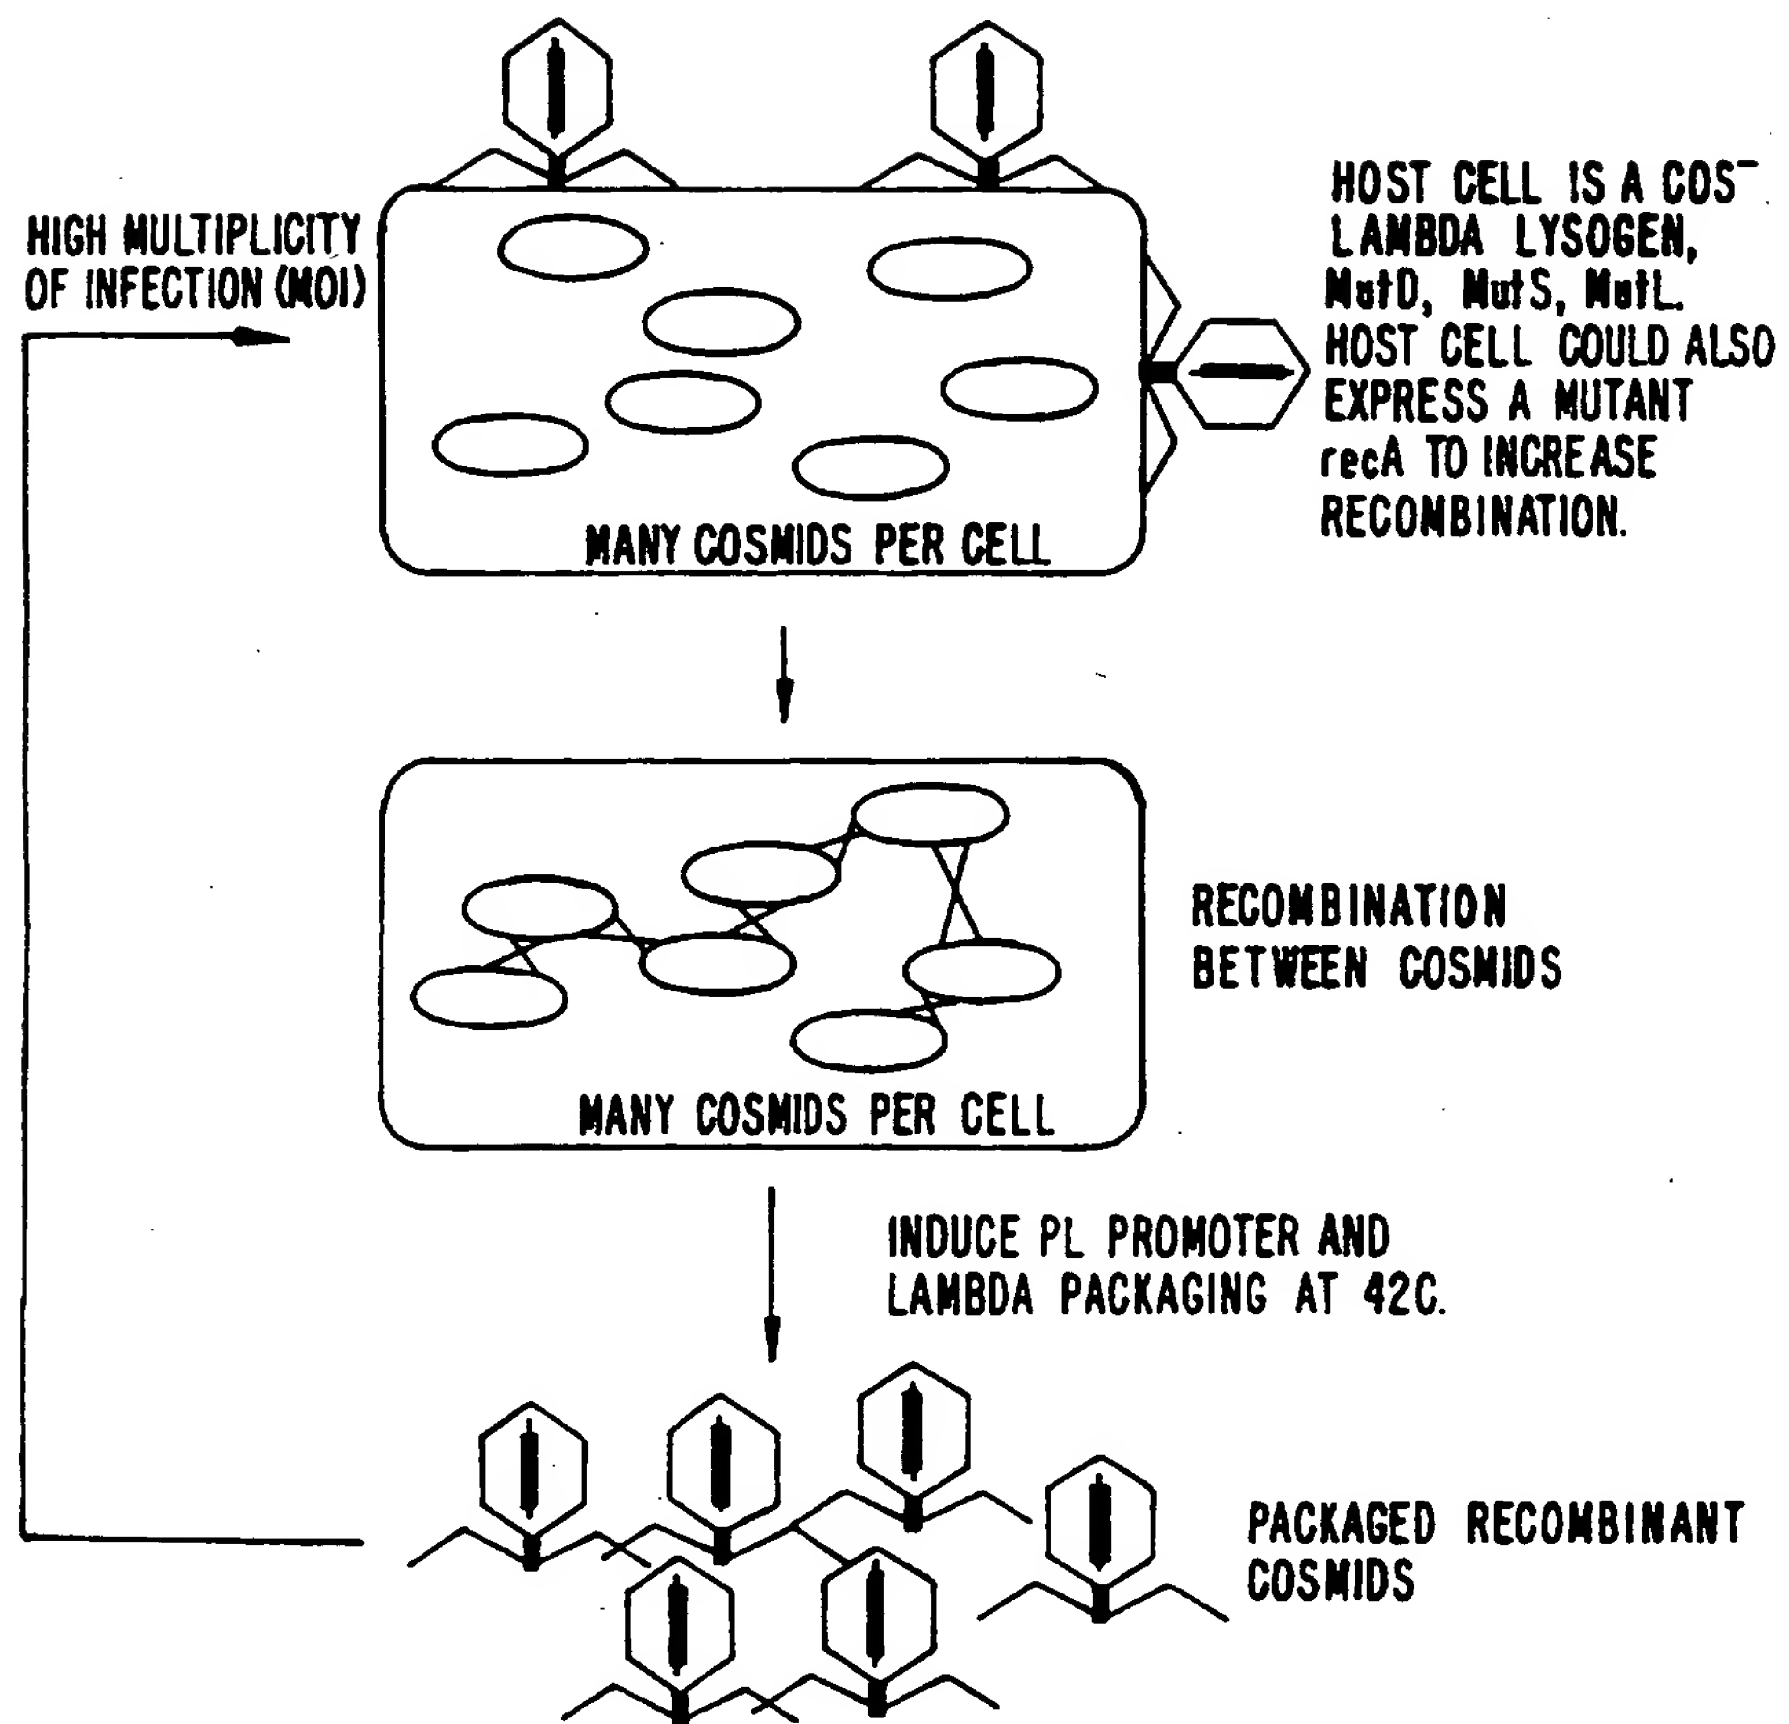 HIGH MULTIPLICITY
OF INFECTION (MOI)
HOST CELL IS A COS⁻
LAMBDA LYSOGEN,
MutD, MutS, MutL.
HOST CELL COULD ALSO
EXPRESS A MUTANT
recA TO INCREASE
RECOMBINATION.
MANY COSMIDS PER CELL
RECOMBINATION
BETWEEN COSMIDS
MANY COSMIDS PER CELL
INDUCE PL PROMOTER AND
LAMBDA PACKAGING AT 42C.
PACKAGED RECOMBINANT
COSMIDS